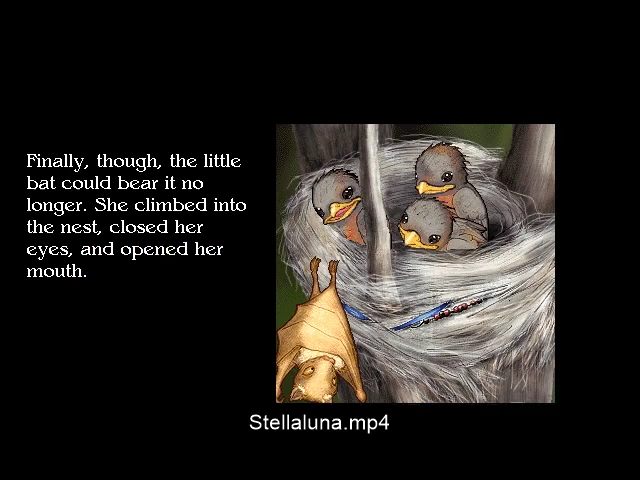 Finally, though, the little
bat could bear it no
longer. She climbed into
the nest, closed her
eyes, and opened her
mouth.
Stellaluna.mp4